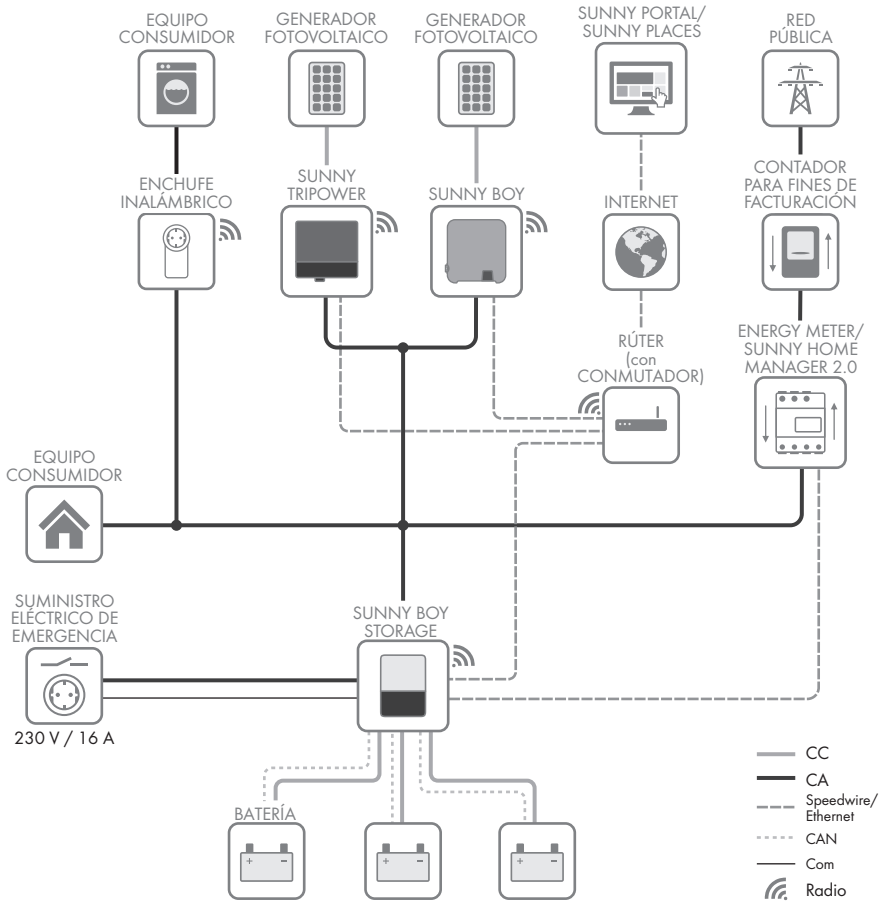 EQUIPO
CONSUMIDOR
GENERADOR
FOTOVOLTAICO
GENERADOR
FOTOVOLTAICO
SUNNY PORTAL/
SUNNY PLACES
RED
PÚBLICA
ENCHUFE
INALÁMBRICO
SUNNY
TRIPOWER
SUNNY BOY
INTERNET
CONTADOR
PARA FINES DE
FACTURACIÓN
RÚTER
(con
CONMUTADOR)
ENERGY METER/
SUNNY HOME
MANAGER 2.0
EQUIPO
CONSUMIDOR
SUMINISTRO
ELÉCTRICO DE
EMERGENCIA
230 V / 16 A
SUNNY BOY
STORAGE
BATERÍA
CC
CA
Speedwire/
Ethernet
CAN
Com
Radio